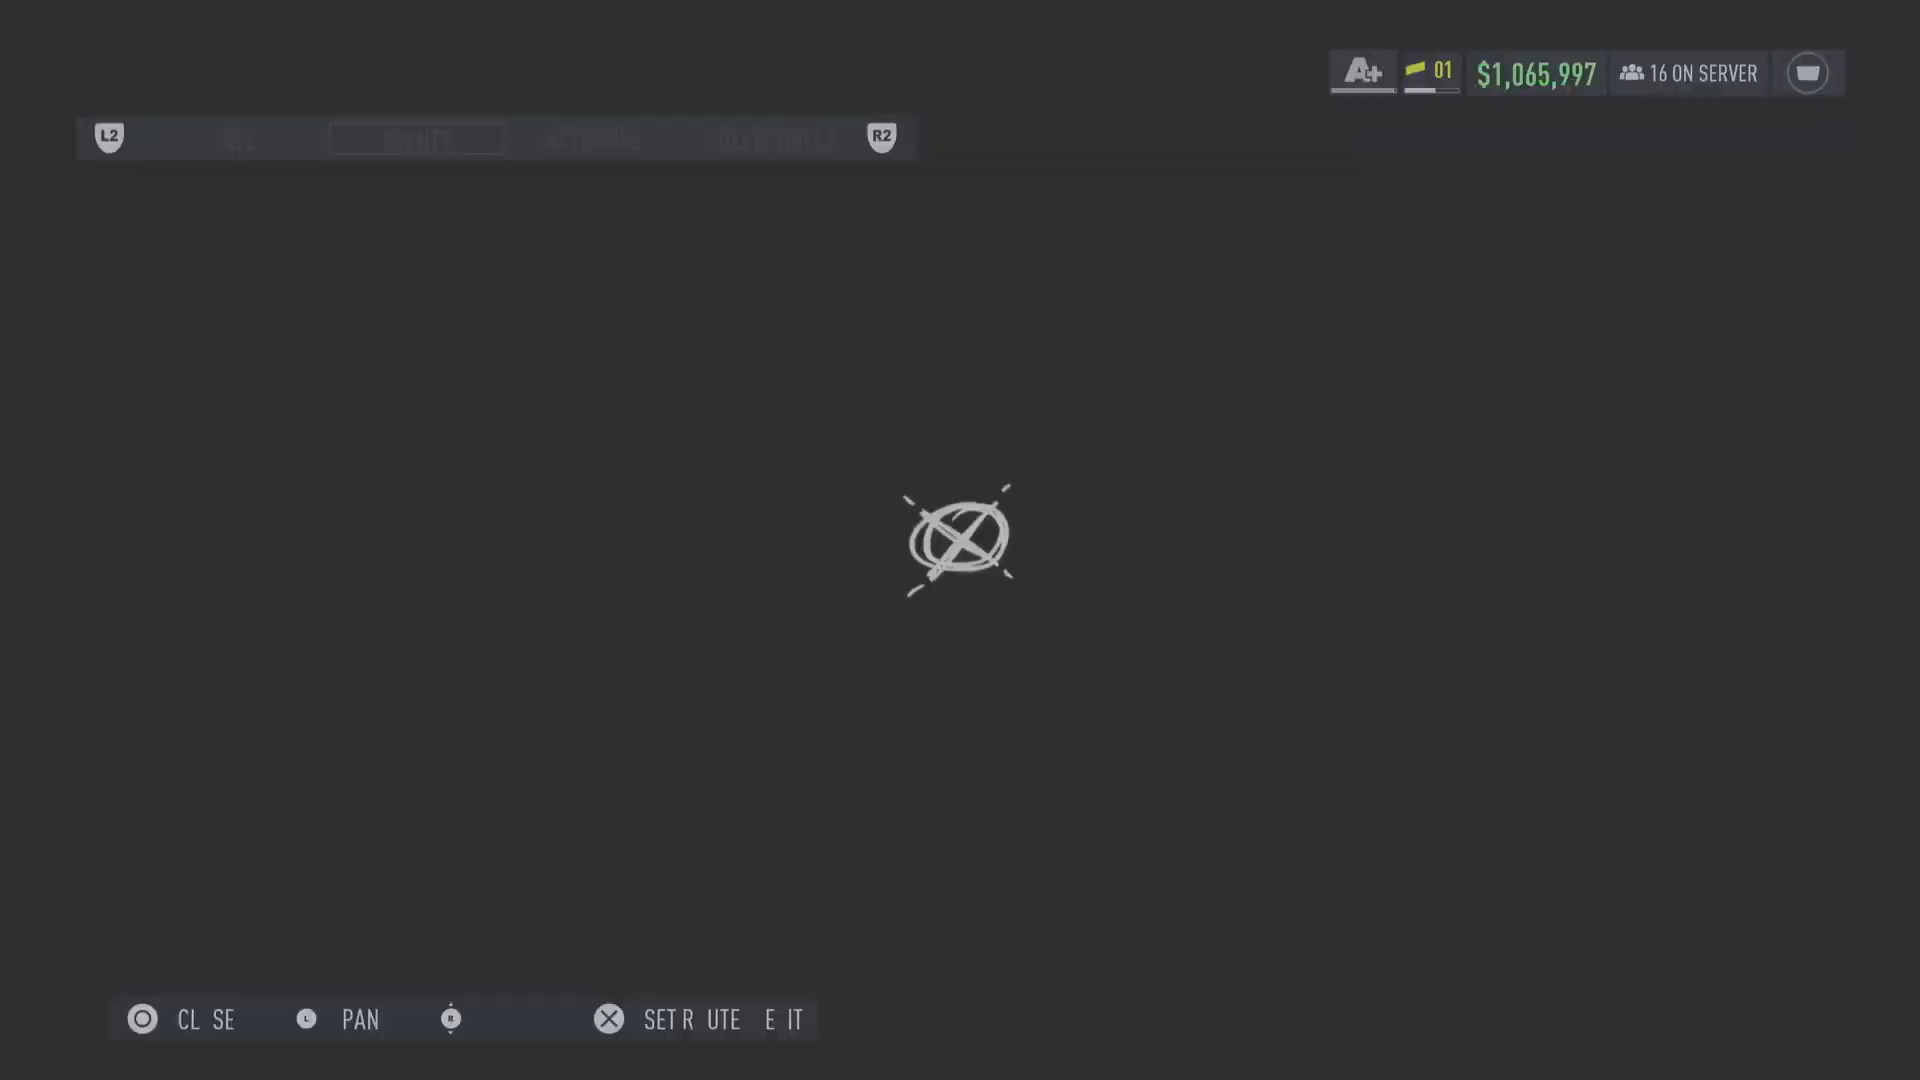 A+ 01 $1,065,997 16 ON SERVER
L2 R2
CL SE L PAN R SET R UTE E IT